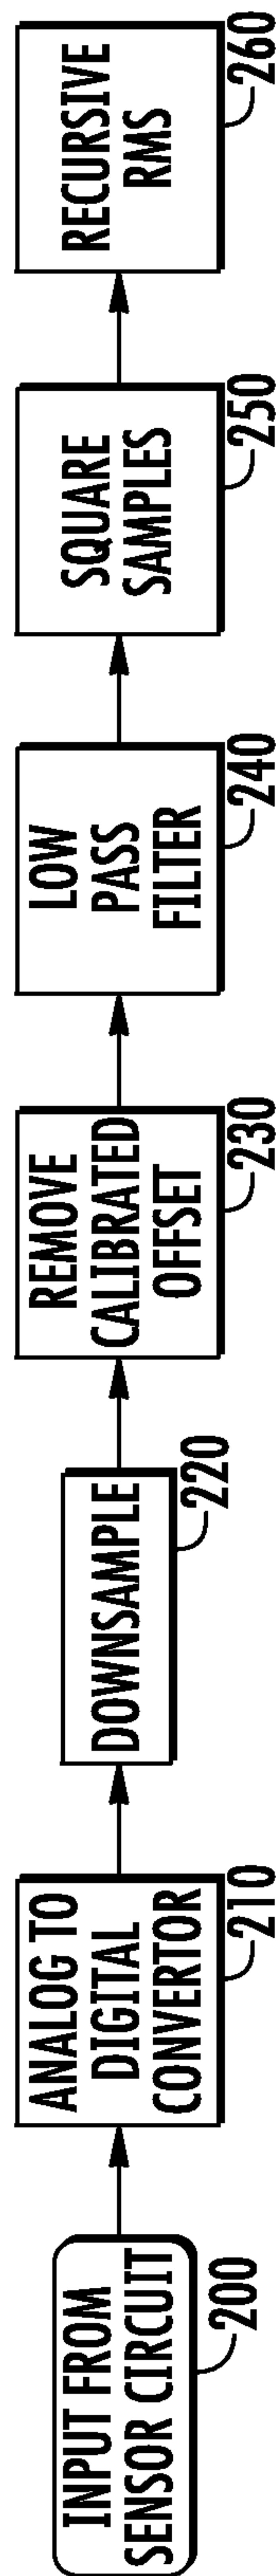 INPUT FROM
SENSOR CIRCUIT
200
ANALOG TO
DIGITAL
CONVERTOR
210
DOWNSAMPLE
220
REMOVE
CALIBRATED
OFFSET
230
LOW
PASS
FILTER
240
SQUARE
SAMPLES
250
RECURSIVE
RMS
260